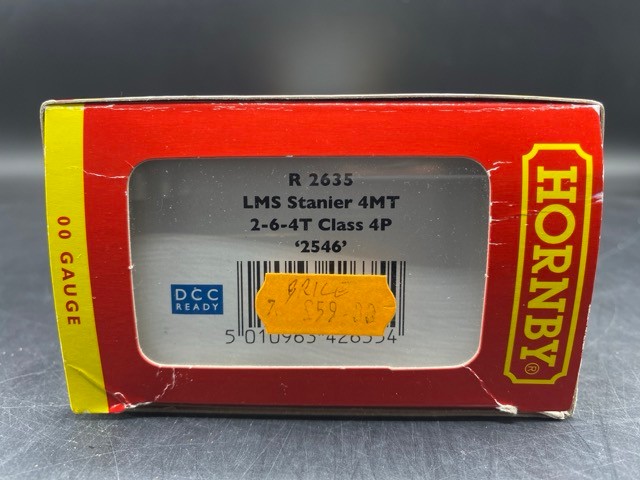 R 2635
LMS Stanier 4MT
2-6-4T Class 4P
'2546'
00 GAUGE
HORNBY®
DCC
READY
PRICE
£59.00
5 010963 426354